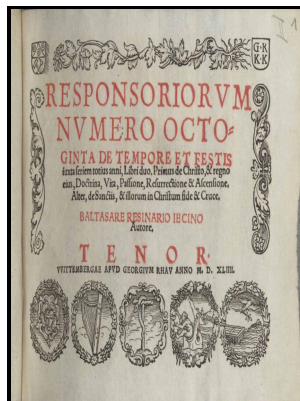 G·K
K·K
RESPONSORIORVM
NVMERO OCTO-
GINTA DE TEMPORE ET FESTIS
iuxta seriem totius anni, Libri duo, Primus de Christo, & regno
eius, Doctrina, Vita, Passione, Resurrectione & Ascensione,
Alter, de Sanctis, & illorum in Christum fide & Cruce.
BALTASARE RESINARIO IECINO
Autore,
TENOR.
VVITTEMBERGAE APVD GEORGIVM RHAV ANNO M. D. XLIIII.